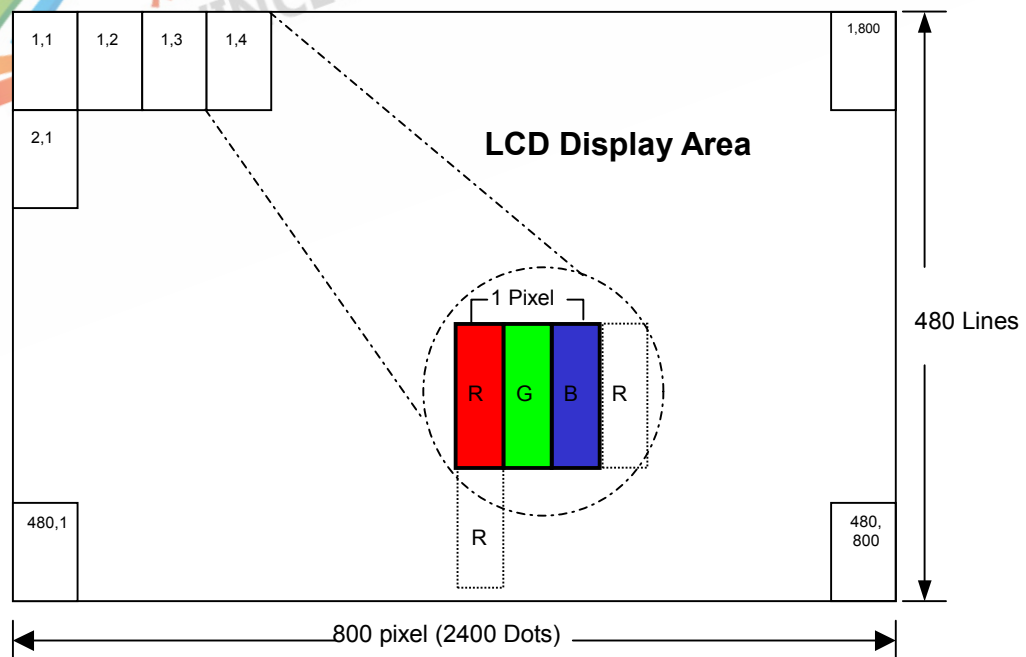 1,1
1,2
1,3
1,4
1,800
2,1
LCD Display Area
1 Pixel
480 Lines
R
G
B
R
480,1
480,
800
R
800 pixel (2400 Dots)